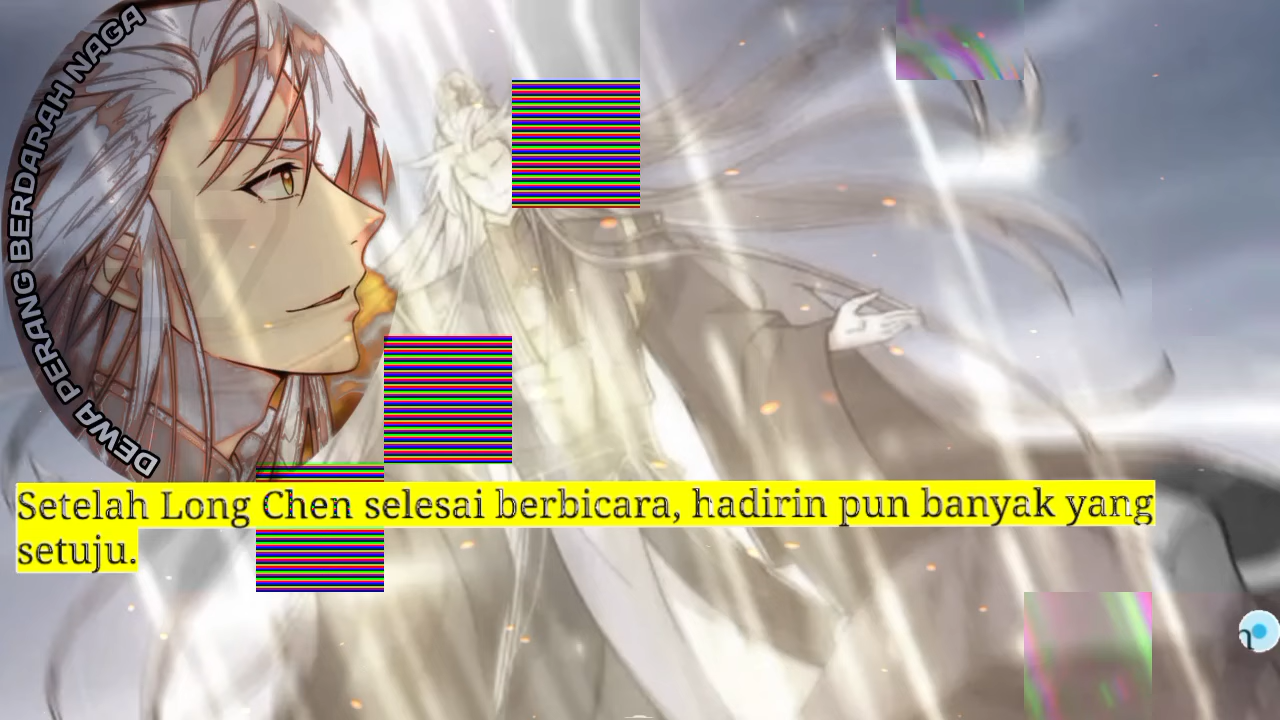 DEWA PERANG BERDARAH NAGA
Setelah Long Chen selesai berbicara, hadirin pun banyak yang
setuju.